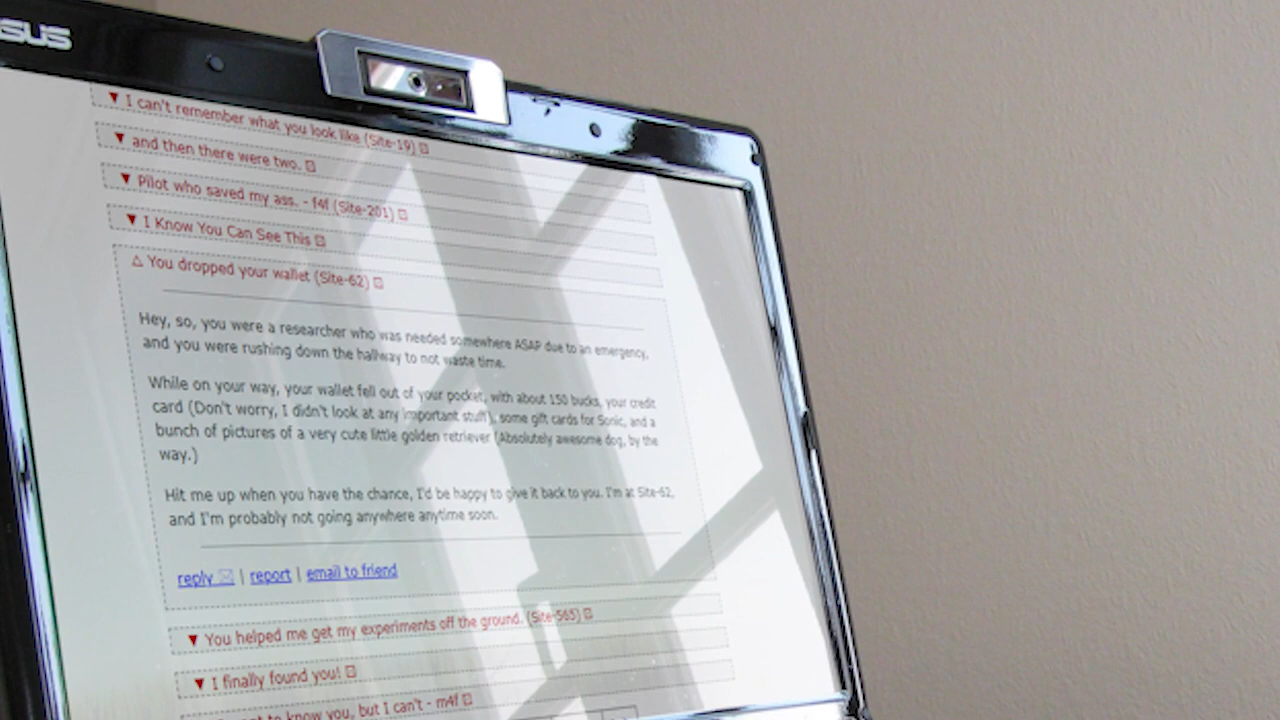 ASUS
▼ I can't remember what you look like (Site-19)
▼ and then there were two.
▼ Pilot who saved my ass. - f4f (Site-201)
▼ I Know You Can See This
△ You dropped your wallet (Site-62)
Hey, so, you were a researcher who was needed somewhere ASAP due to an emergency,
and you were rushing down the hallway to not waste time.
While on your way, your wallet fell out of your pocket, with about 150 bucks, your credit
card (Don't worry, I didn't look at any important stuff), some gift cards for Sonic, and a
bunch of pictures of a very cute little golden retriever (Absolutely awesome dog, by the
way.)
Hit me up when you have the chance, I'd be happy to give it back to you. I'm at Site-62,
and I'm probably not going anywhere anytime soon.
reply | report | email to friend
▼ You helped me get my experiments off the ground. (Site-565)
▼ I finally found you!
to know you, but I can't - m4f